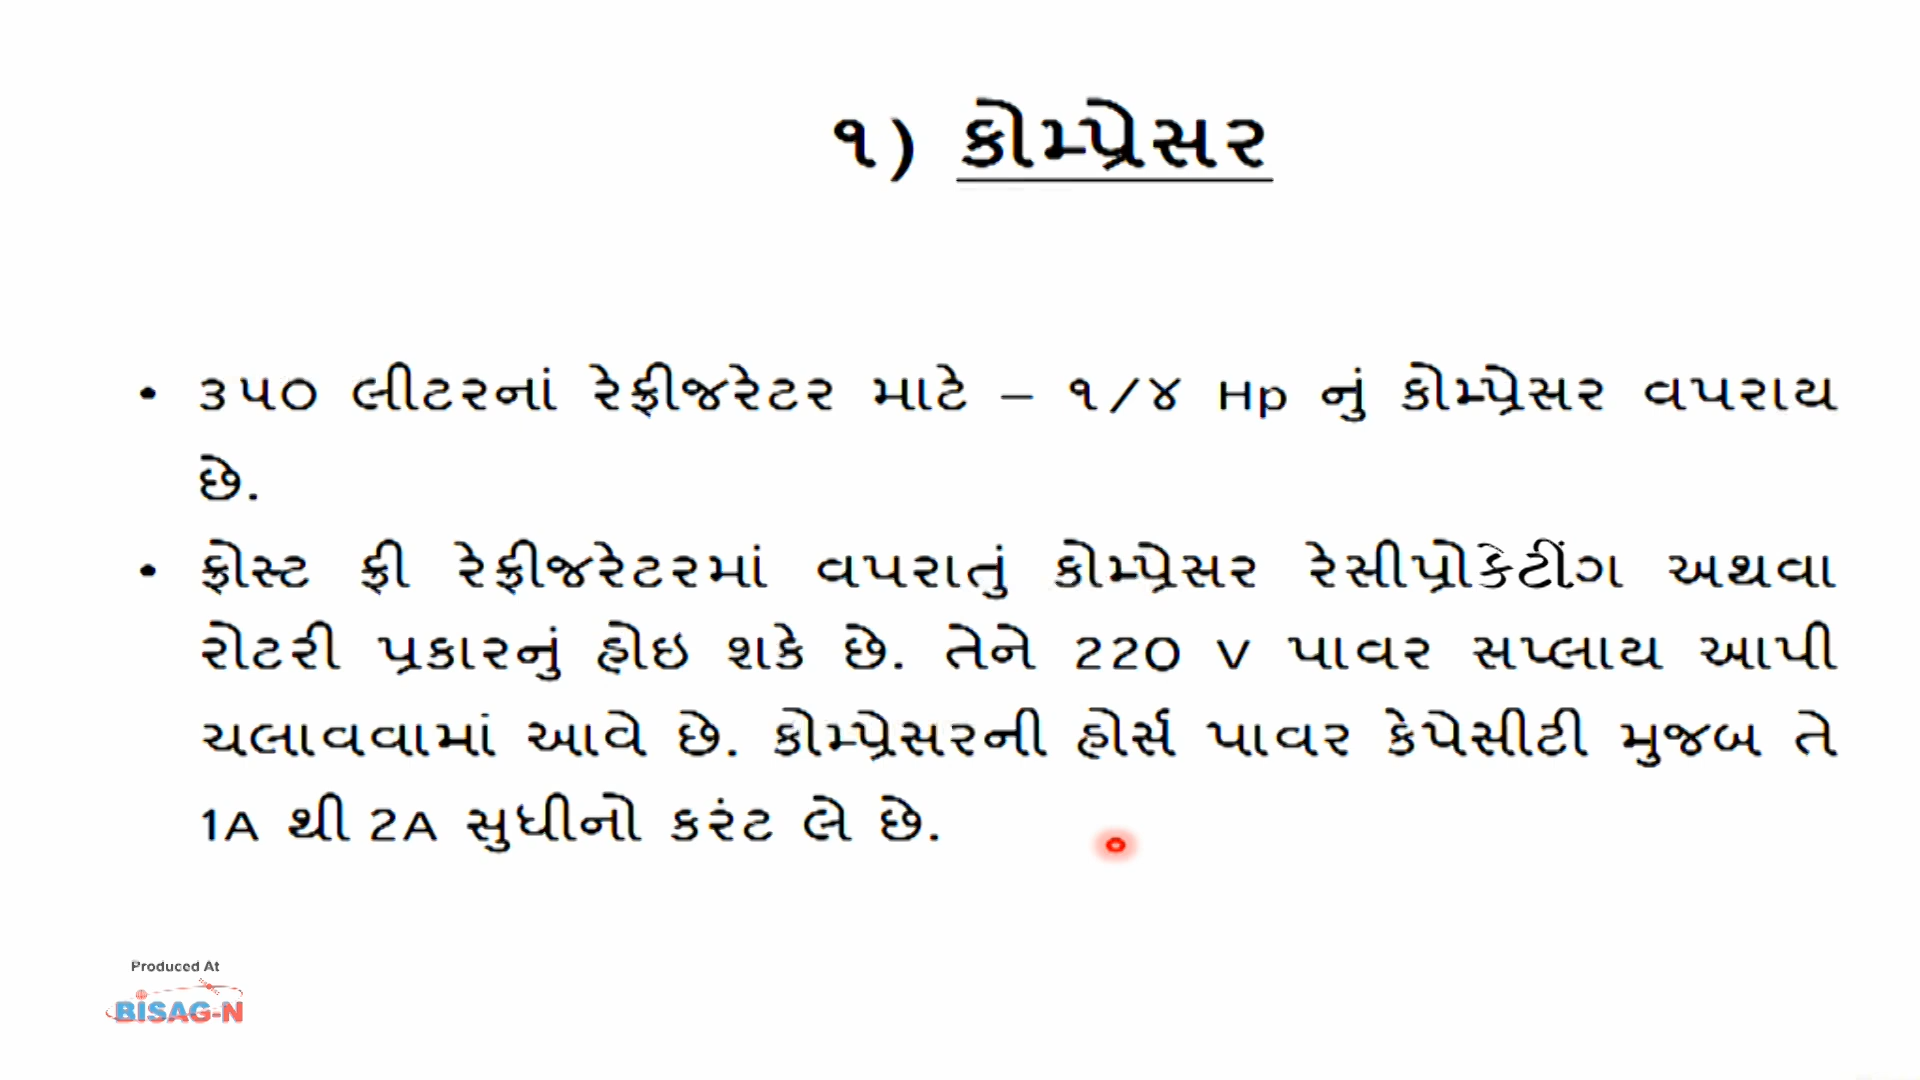 ૧) કોમ્પ્રેસર
• ૩૫૦ લીટરનાં રેફ્રીજરેટર માટે – ૧/૪ Hp નું કોમ્પ્રેસર વપરાય
છે.
• ફ્રોસ્ટ ફ્રી રેફ્રીજરેટરમાં વપરાતું કોમ્પ્રેસર રેસીપ્રોકેટીંગ અથવા
રોટરી પ્રકારનું હોઇ શકે છે. તેને 220 V પાવર સપ્લાય આપી
ચલાવવામાં આવે છે. કોમ્પ્રેસરની હોર્સ પાવર કેપેસીટી મુજબ તે
1A થી 2A સુધીનો કરંટ લે છે.
Produced At
BISAG-N